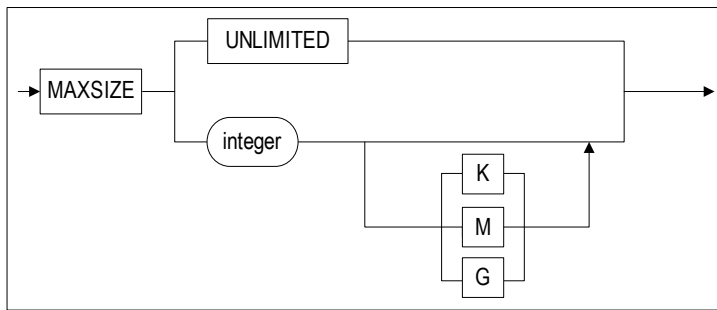 UNLIMITED
MAXSIZE
integer
K
M
G